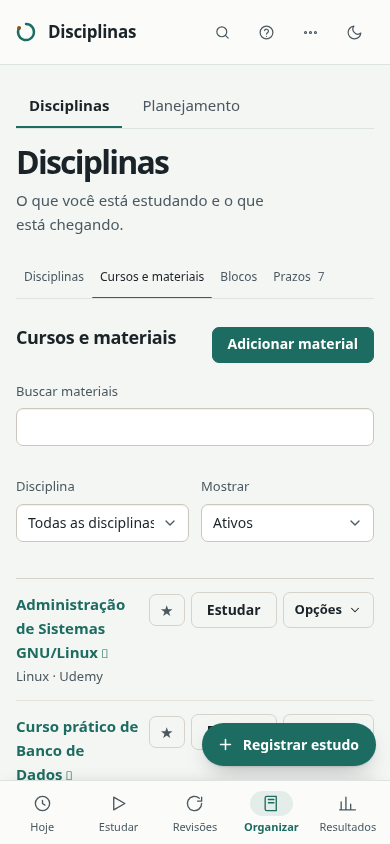 Disciplinas
Disciplinas Planejamento
Disciplinas
O que você está estudando e o que
está chegando.
Disciplinas Cursos e materiais Blocos Prazos 7
Cursos e materiais Adicionar material
Buscar materiais
Disciplina Mostrar
Todas as disciplinas Ativos
Administração
de Sistemas
GNU/Linux
★ Estudar Opções
Linux · Udemy
Curso prático de
Banco de
Dados
★
Registrar estudo
Hoje Estudar Revisões Organizar Resultados